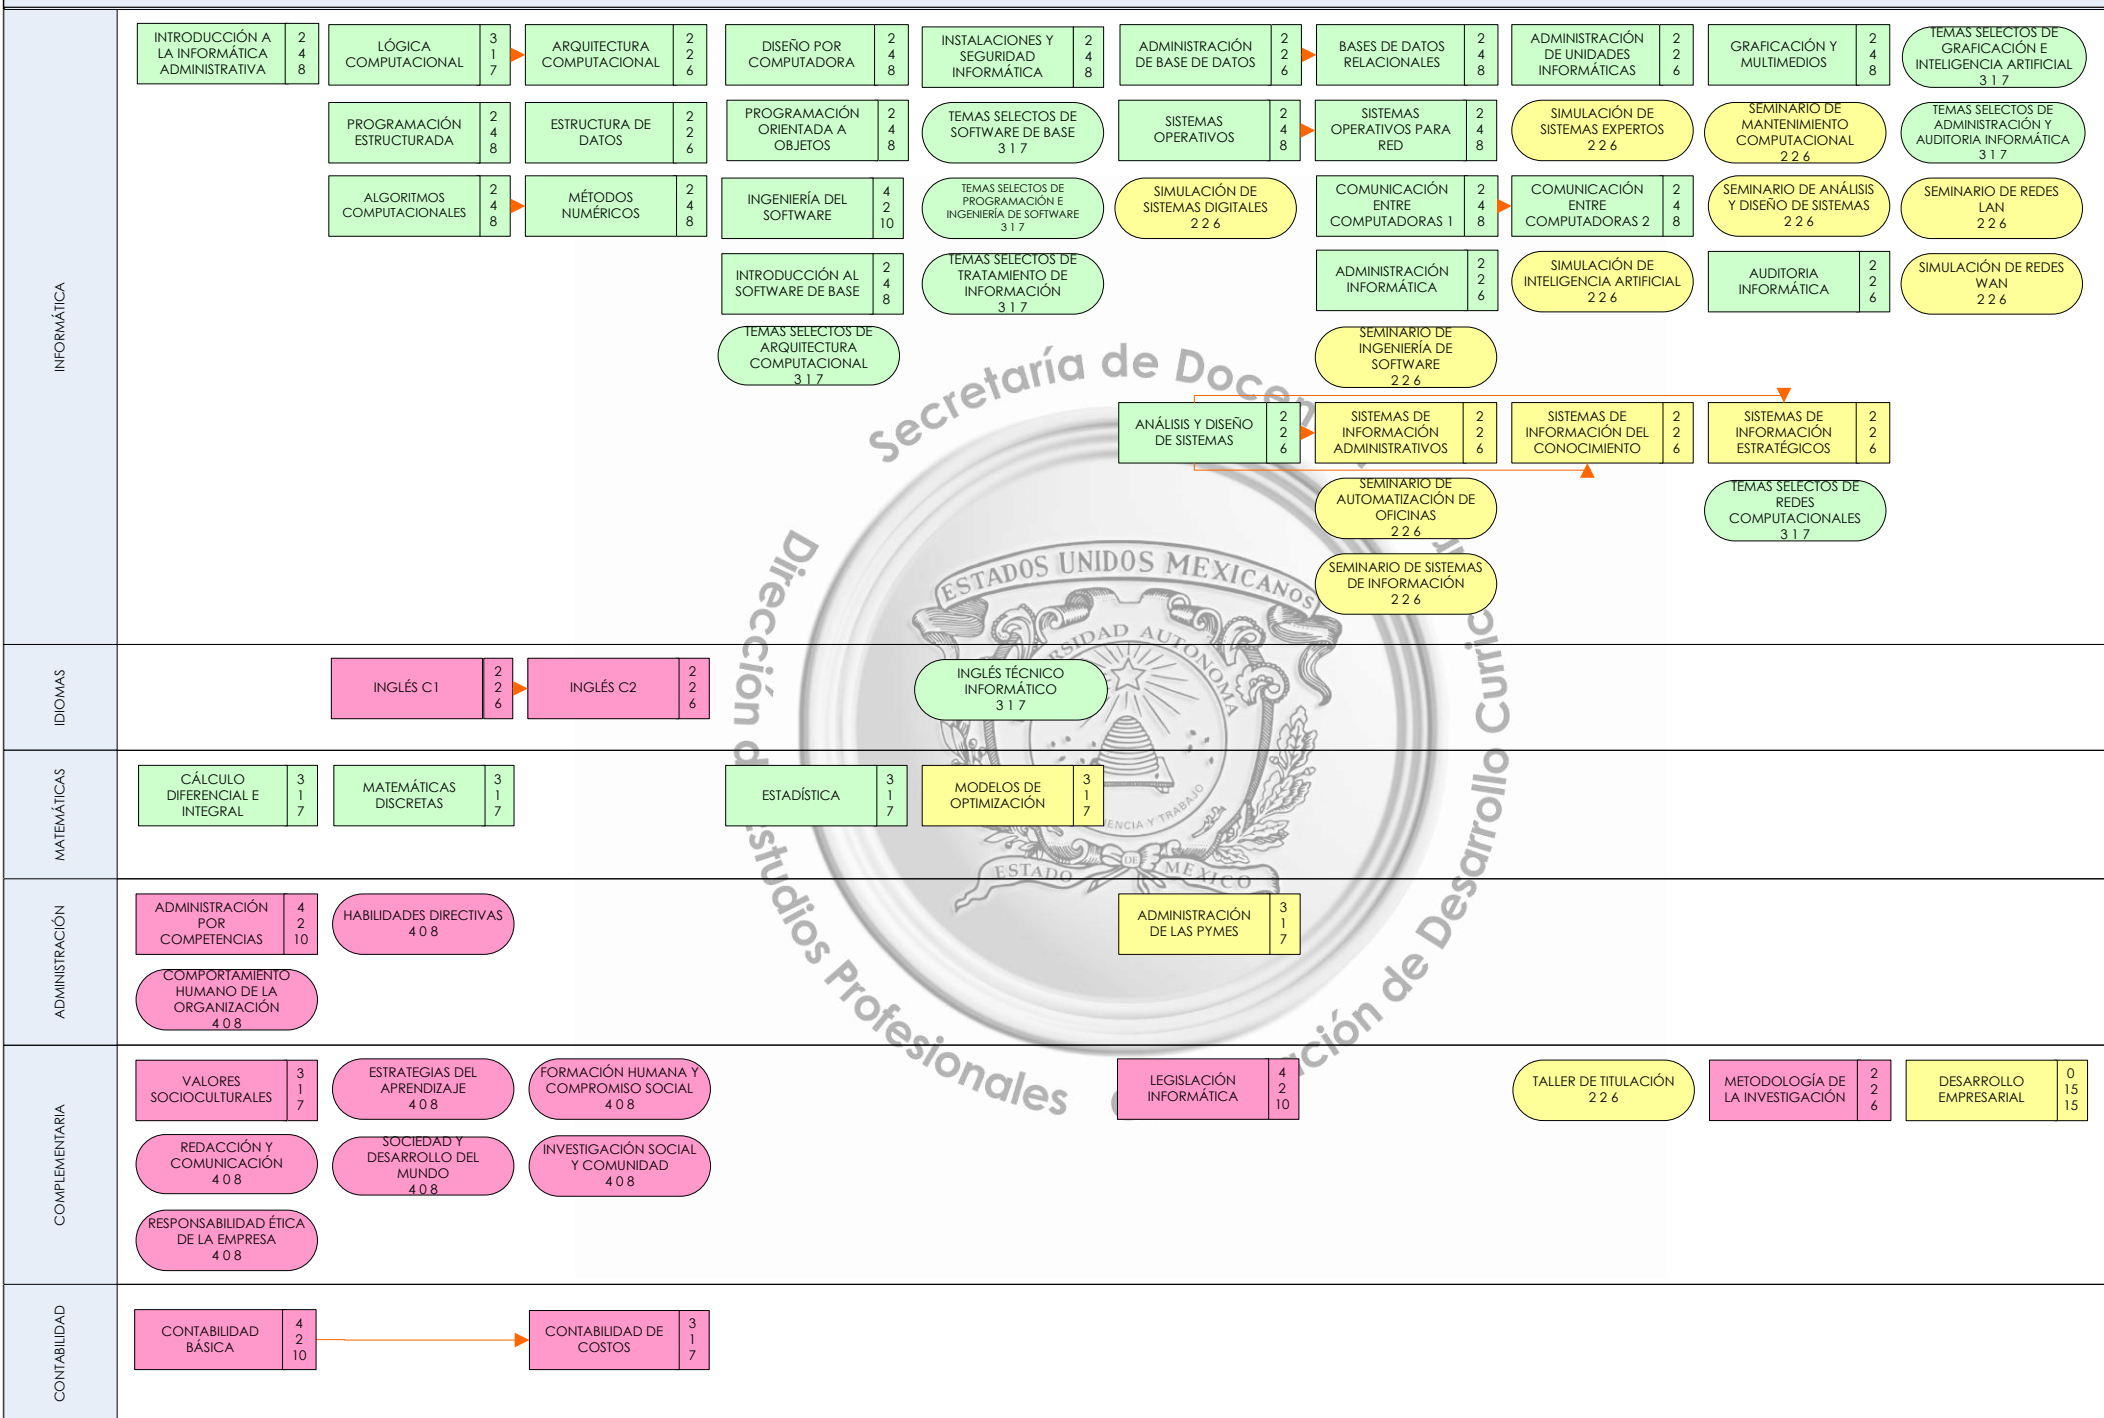 INFORMÁTICA
INTRODUCCIÓN A
LA INFORMÁTICA
ADMINISTRATIVA
2
4
8
LÓGICA
COMPUTACIONAL
3
1
7
ARQUITECTURA
COMPUTACIONAL
2
2
6
DISEÑO POR
COMPUTADORA
2
4
8
INSTALACIONES Y
SEGURIDAD
INFORMÁTICA
2
4
8
ADMINISTRACIÓN
DE BASE DE DATOS
2
2
6
BASES DE DATOS
RELACIONALES
2
4
8
ADMINISTRACIÓN
DE UNIDADES
INFORMÁTICAS
2
2
6
GRAFICACIÓN Y
MULTIMEDIOS
2
4
8
TEMAS SELECTOS DE
GRAFICACIÓN E
INTELIGENCIA ARTIFICIAL
3 1 7
PROGRAMACIÓN
ESTRUCTURADA
2
4
8
ESTRUCTURA DE
DATOS
2
2
6
PROGRAMACIÓN
ORIENTADA A
OBJETOS
2
4
8
TEMAS SELECTOS DE
SOFTWARE DE BASE
3 1 7
SISTEMAS
OPERATIVOS
2
4
8
SISTEMAS
OPERATIVOS PARA
RED
2
4
8
SIMULACIÓN DE
SISTEMAS EXPERTOS
2 2 6
SEMINARIO DE
MANTENIMIENTO
COMPUTACIONAL
2 2 6
TEMAS SELECTOS DE
ADMINISTRACIÓN Y
AUDITORIA INFORMÁTICA
3 1 7
ALGORITMOS
COMPUTACIONALES
2
4
8
MÉTODOS
NUMÉRICOS
2
4
8
INGENIERÍA DEL
SOFTWARE
4
2
10
TEMAS SELECTOS DE
PROGRAMACIÓN E
INGENIERÍA DE SOFTWARE
3 1 7
SIMULACIÓN DE
SISTEMAS DIGITALES
2 2 6
COMUNICACIÓN
ENTRE
COMPUTADORAS 1
2
4
8
COMUNICACIÓN
ENTRE
COMPUTADORAS 2
2
4
8
SEMINARIO DE ANÁLISIS
Y DISEÑO DE SISTEMAS
2 2 6
SEMINARIO DE REDES
LAN
2 2 6
INTRODUCCIÓN AL
SOFTWARE DE BASE
2
4
8
TEMAS SELECTOS DE
TRATAMIENTO DE
INFORMACIÓN
3 1 7
ADMINISTRACIÓN
INFORMÁTICA
2
2
6
SIMULACIÓN DE
INTELIGENCIA ARTIFICIAL
2 2 6
AUDITORIA
INFORMÁTICA
2
2
6
SIMULACIÓN DE REDES
WAN
2 2 6
TEMAS SELECTOS DE
ARQUITECTURA
COMPUTACIONAL
3 1 7
SEMINARIO DE
INGENIERÍA DE
SOFTWARE
2 2 6
ANÁLISIS Y DISEÑO
DE SISTEMAS
2
2
6
SISTEMAS DE
INFORMACIÓN
ADMINISTRATIVOS
2
2
6
SISTEMAS DE
INFORMACIÓN DEL
CONOCIMIENTO
2
2
6
SISTEMAS DE
INFORMACIÓN
ESTRATÉGICOS
2
2
6
SEMINARIO DE
AUTOMATIZACIÓN DE
OFICINAS
2 2 6
TEMAS SELECTOS DE
REDES
COMPUTACIONALES
3 1 7
SEMINARIO DE SISTEMAS
DE INFORMACIÓN
2 2 6
IDIOMAS
INGLÉS C1
2
2
6
INGLÉS C2
2
2
6
INGLÉS TÉCNICO
INFORMÁTICO
3 1 7
MATEMÁTICAS
CÁLCULO
DIFERENCIAL E
INTEGRAL
3
1
7
MATEMÁTICAS
DISCRETAS
3
1
7
ESTADÍSTICA
3
1
7
MODELOS DE
OPTIMIZACIÓN
3
1
7
ADMINISTRACIÓN
ADMINISTRACIÓN
POR
COMPETENCIAS
4
2
10
HABILIDADES DIRECTIVAS
4 0 8
ADMINISTRACIÓN
DE LAS PYMES
3
1
7
COMPORTAMIENTO
HUMANO DE LA
ORGANIZACIÓN
4 0 8
COMPLEMENTARIA
VALORES
SOCIOCULTURALES
3
1
7
ESTRATEGIAS DEL
APRENDIZAJE
4 0 8
FORMACIÓN HUMANA Y
COMPROMISO SOCIAL
4 0 8
LEGISLACIÓN
INFORMÁTICA
4
2
10
TALLER DE TITULACIÓN
2 2 6
METODOLOGÍA DE
LA INVESTIGACIÓN
2
2
6
DESARROLLO
EMPRESARIAL
0
15
15
REDACCIÓN Y
COMUNICACIÓN
4 0 8
SOCIEDAD Y
DESARROLLO DEL
MUNDO
4 0 8
INVESTIGACIÓN SOCIAL
Y COMUNIDAD
4 0 8
RESPONSABILIDAD ÉTICA
DE LA EMPRESA
4 0 8
CONTABILIDAD
CONTABILIDAD
BÁSICA
4
2
10
CONTABILIDAD DE
COSTOS
3
1
7
Secretaría de
Dirección
Profesionales
de Desarrollo
ESTADOS UNIDOS MEXICANOS
ESTADO DE MEXICO